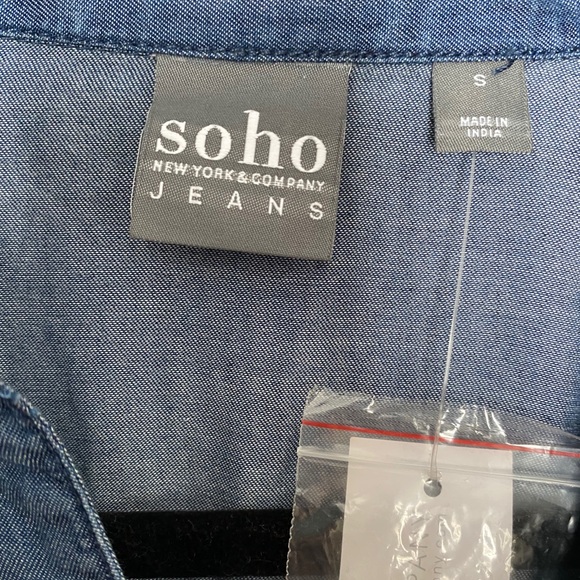 soho
NEW YORK & COMPANY
JEANS
S
MADE IN
INDIA